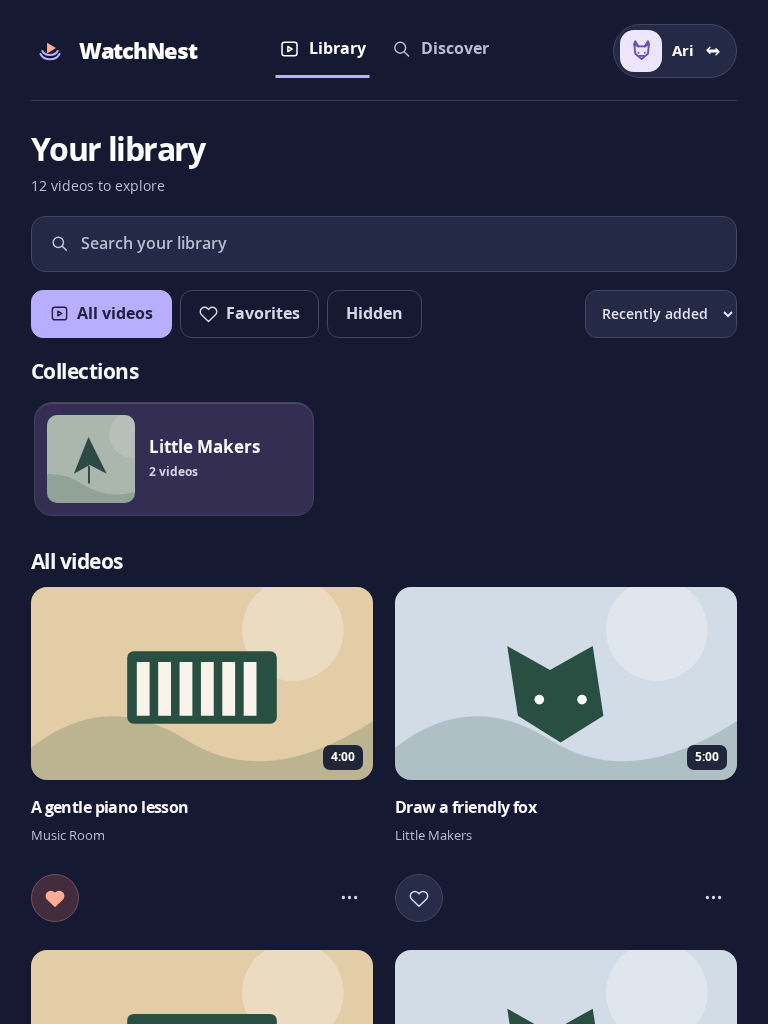 WatchNest
Library
Discover
Ari
Your library
12 videos to explore
Search your library
All videos
Favorites
Hidden
Recently added
Collections
Little Makers
2 videos
All videos
4:00
5:00
A gentle piano lesson
Draw a friendly fox
Music Room
Little Makers